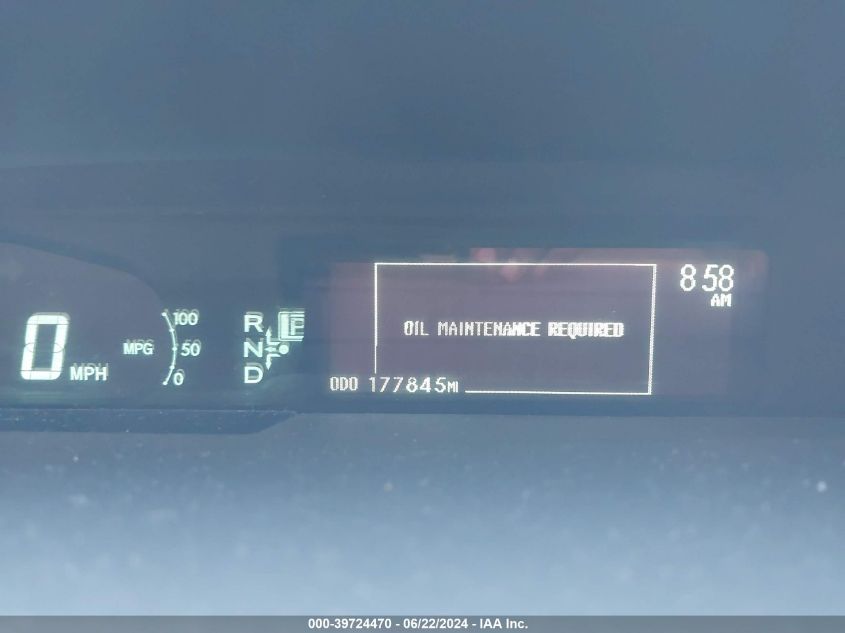 0 MPH
MPG
100
50
0
R
N
D
P
8:58
AM
OIL MAINTENANCE REQUIRED
ODO 177845MI
000-39724470 - 06/22/2024 - IAA Inc.